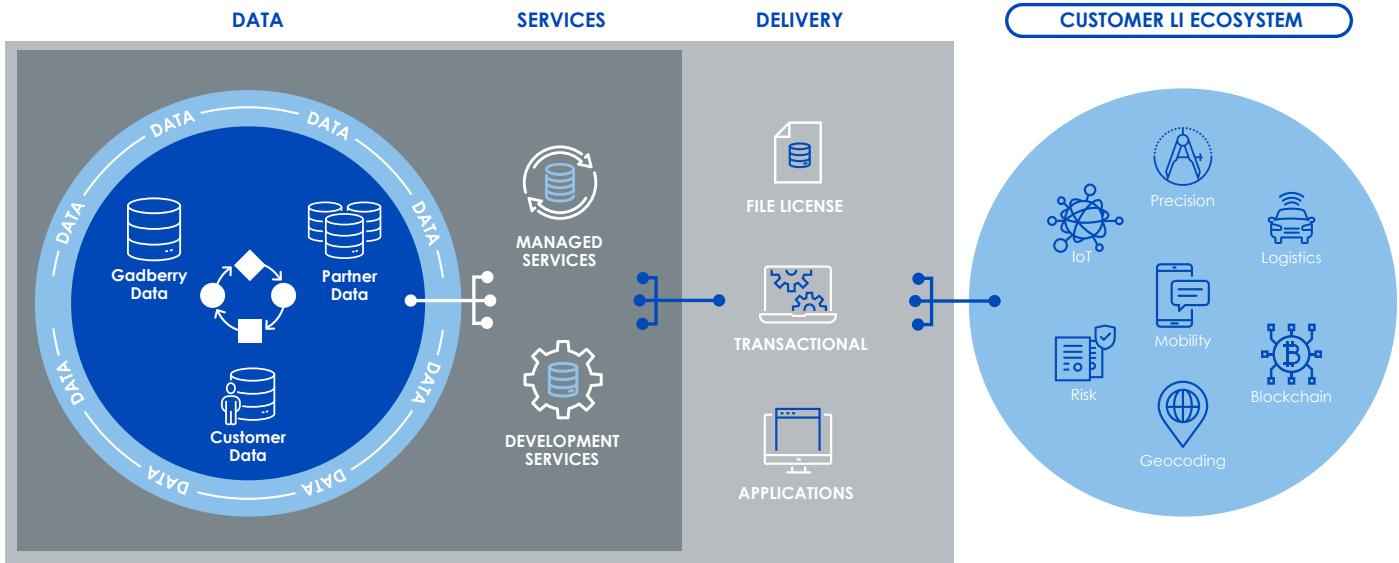 DATA
SERVICES
DELIVERY
CUSTOMER LI ECOSYSTEM
DATA
DATA
DATA
DATA
DATA
DATA
DATA
DATA
Gadberry
Data
Partner
Data
Customer
Data
MANAGED
SERVICES
DEVELOPMENT
SERVICES
FILE LICENSE
TRANSACTIONAL
APPLICATIONS
Precision
IoT
Logistics
Mobility
Risk
Blockchain
Geocoding